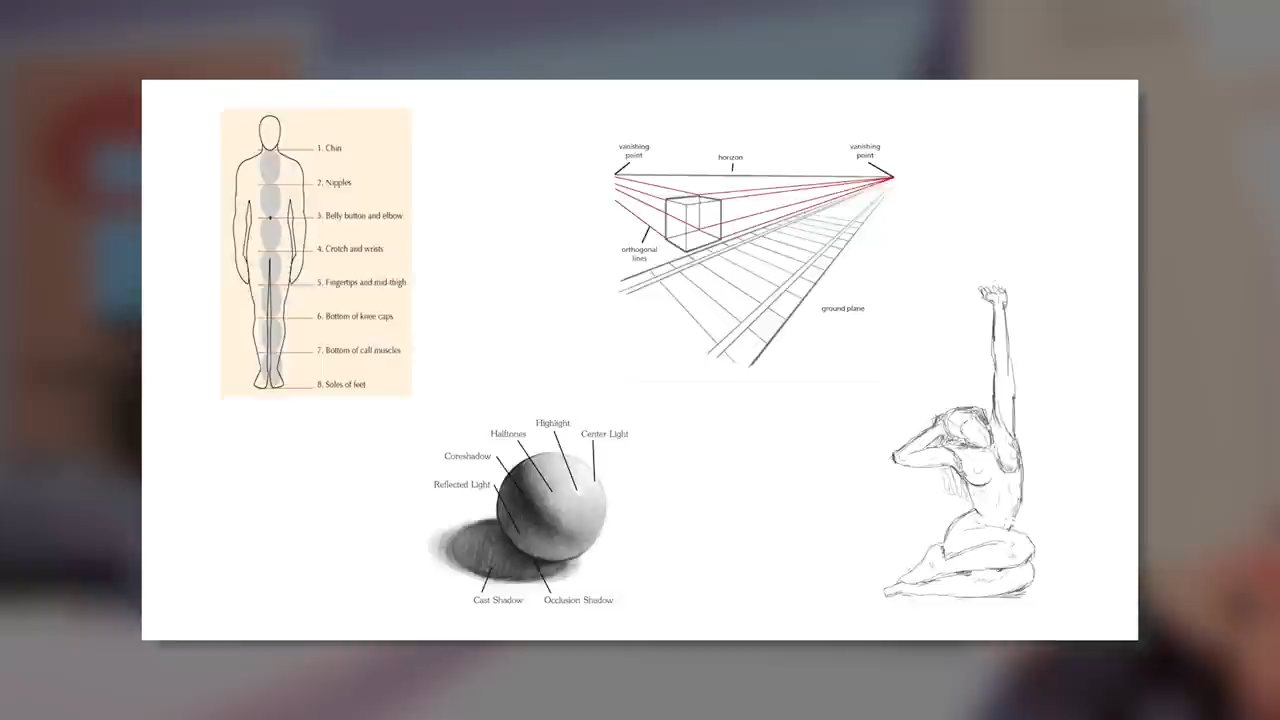 1. Chin
2. Nipples
3. Belly button and elbow
4. Crotch and wrists
5. Fingertips and mid-thigh
6. Bottom of knee caps
7. Bottom of calf muscles
8. Soles of feet
vanishing
point
horizon
vanishing
point
orthogonal
lines
ground plane
Highlight
Halftones
Center Light
Coreshadow
Reflected Light
Cast Shadow
Occlusion Shadow